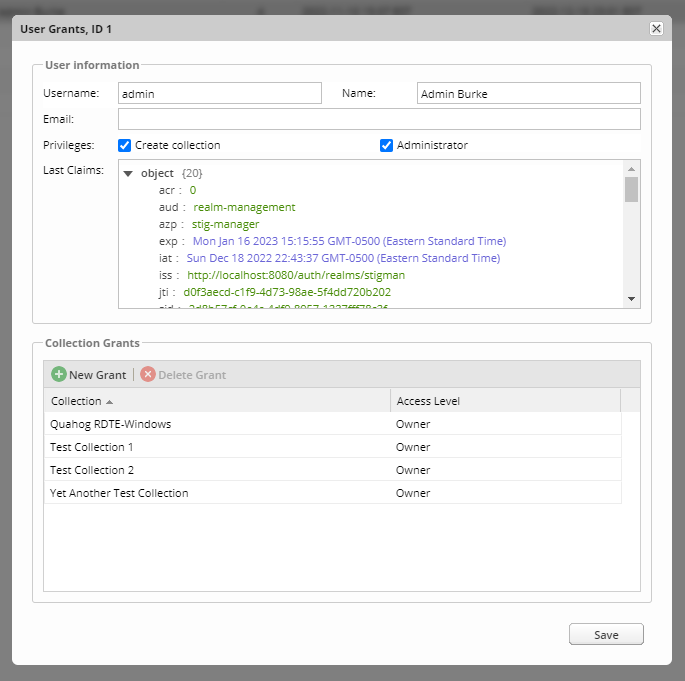 User Grants, ID 1
User information
Username: admin Name: Admin Burke
Email:
Privileges: Create collection Administrator
Last Claims: object {20}
acr : 0
aud : realm-management
azp : stig-manager
exp : Mon Jan 16 2023 15:15:55 GMT-0500 (Eastern Standard Time)
iat : Sun Dec 18 2022 22:43:37 GMT-0500 (Eastern Standard Time)
iss : http://localhost:8080/auth/realms/stigman
jti : d0f3aecd-c1f9-4d73-98ae-5f4dd720b202
Collection Grants
New Grant Delete Grant
Collection Access Level
Quahog RDTE-Windows Owner
Test Collection 1 Owner
Test Collection 2 Owner
Yet Another Test Collection Owner
Save